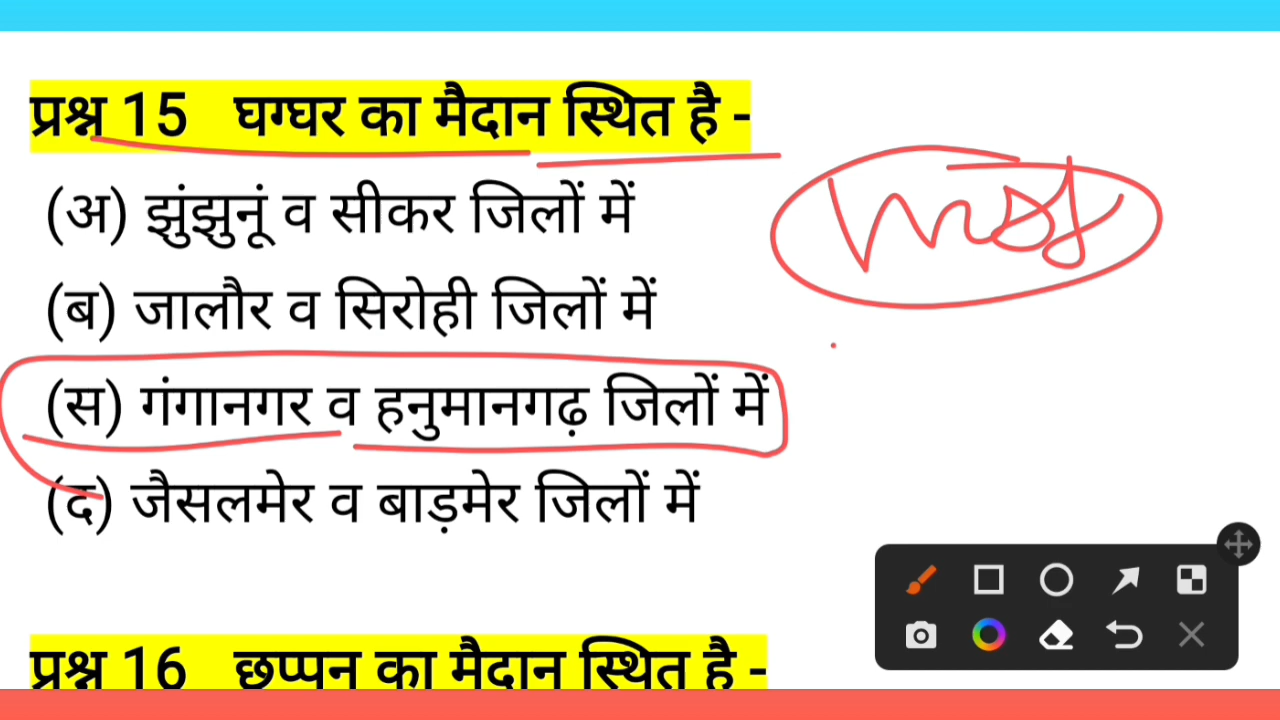 प्रश्न 15 घग्घर का मैदान स्थित है -
(अ) झुंझुनूं व सीकर जिलों में
(ब) जालौर व सिरोही जिलों में
(स) गंगानगर व हनुमानगढ़ जिलों में
(द) जैसलमेर व बाड़मेर जिलों में
प्रश्न 16 छप्पन का मैदान स्थित है -